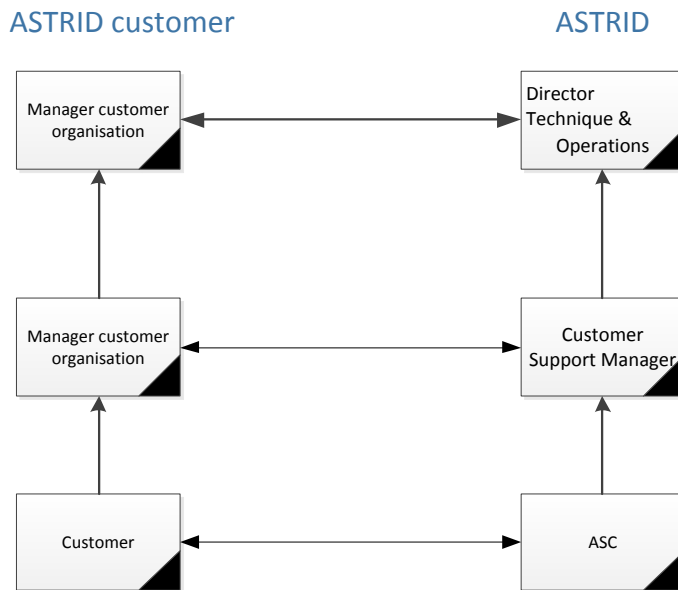 ASTRID customer
ASTRID
Manager customer
organisation
Director
Technique &
Operations
Manager customer
organisation
Customer
Support Manager
Customer
ASC